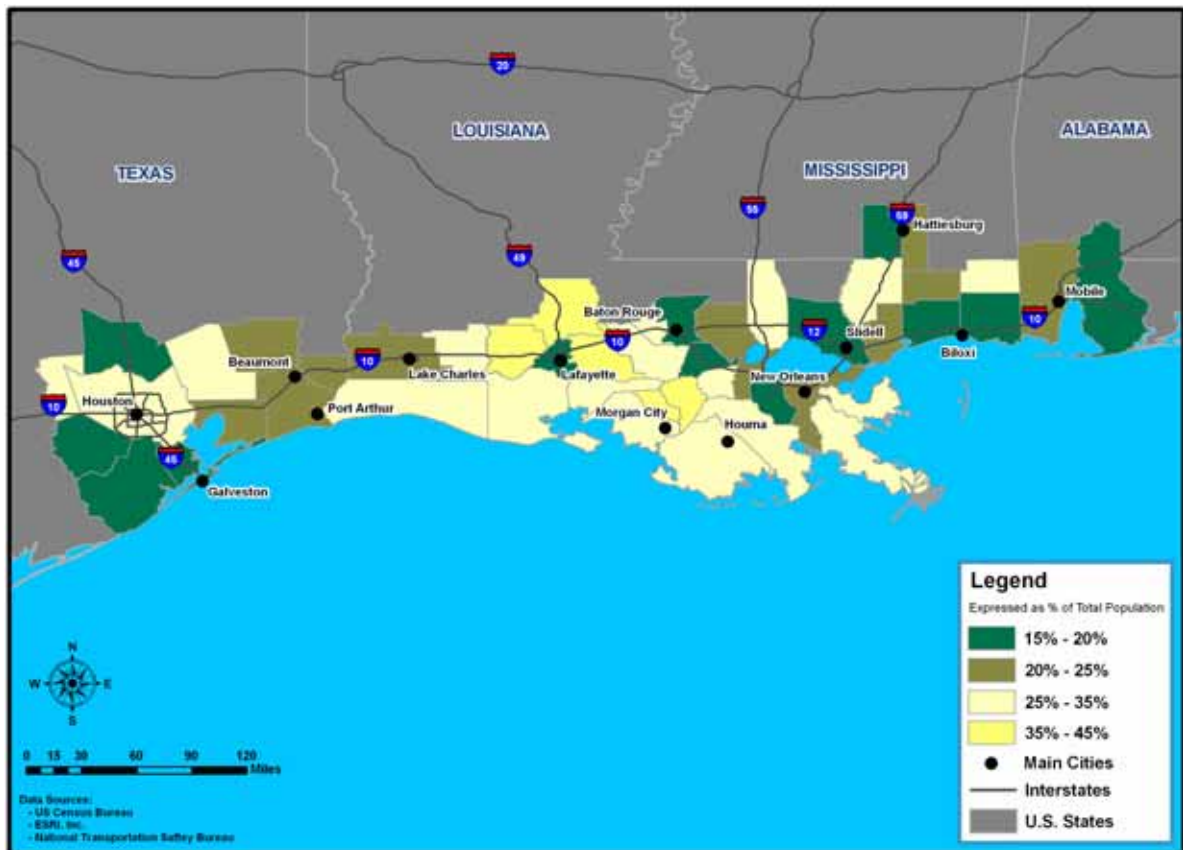 20
LOUISIANA
ALABAMA
TEXAS
MISSISSIPPI
55
59
Hattiesburg
45
49
Mobile
Baton Rouge
10
12
Slidell
10
Beaumont
10
Biloxi
Lake Charles
Lafayette
New Orleans
Houston
10
Port Arthur
Morgan City
Houma
45
Galveston
Legend
Expressed as % of Total Population
15% - 20%
20% - 25%
25% - 35%
35% - 45%
Main Cities
Interstates
U.S. States
N
W E
S
0 15 30 60 90 120
Miles
Data Sources:
- US Census Bureau
- ESRI, Inc.
- National Transportation Saftey Bureau